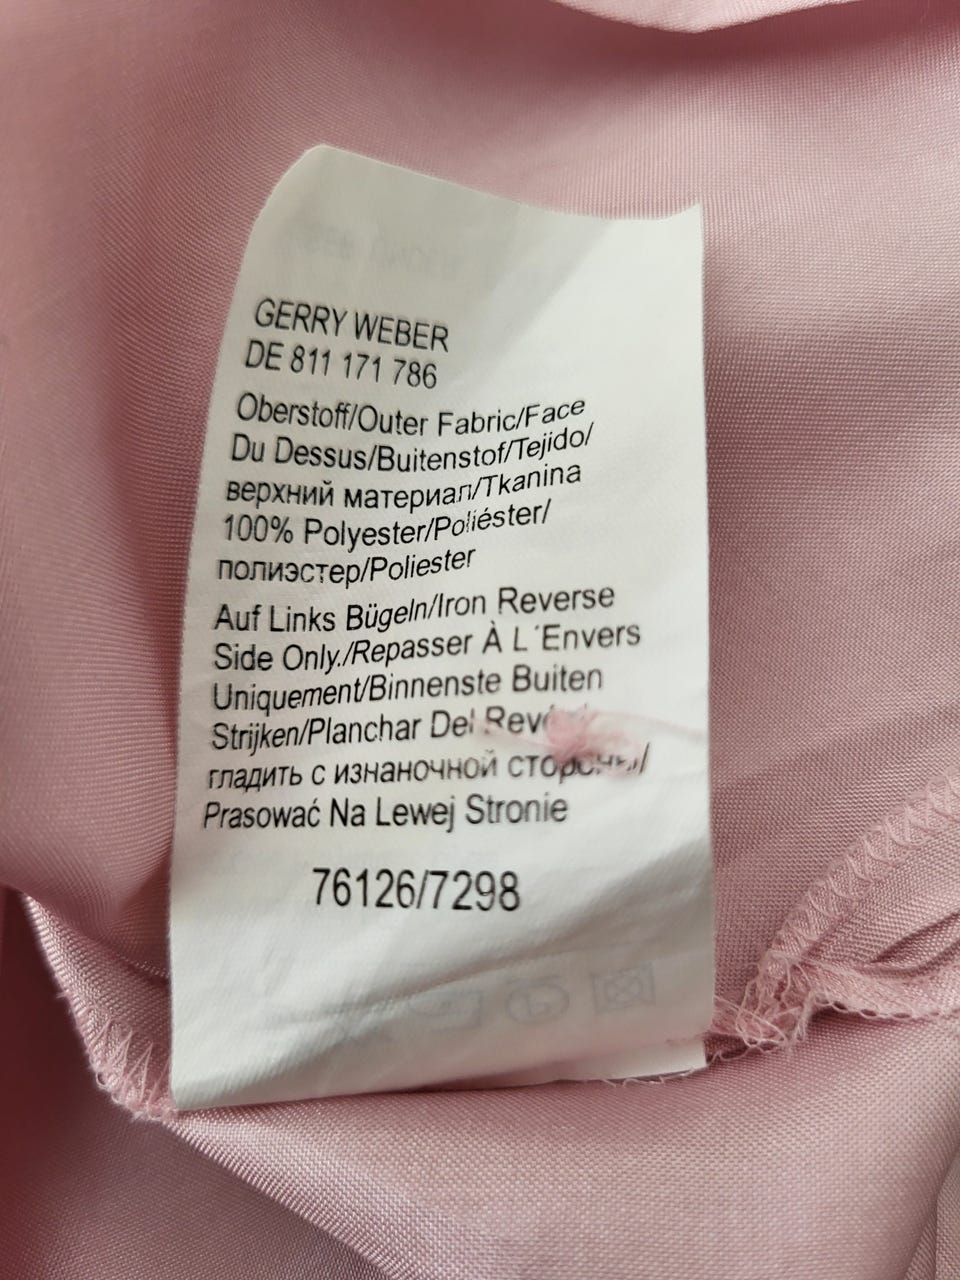 GERRY WEBER
DE 811 171 786
Oberstoff/Outer Fabric/Face
Du Dessus/Buitenstof/Tejido/
верхний материал/Tkanina
100% Polyester/Poliéster/
полиэстер/Poliester
Auf Links Bügeln/Iron Reverse
Side Only./Repasser À L´Envers
Uniquement/Binnenste Buiten
Strijken/Planchar Del
гладить с изнаночной стороны/
Prasować Na Lewej Stronie
76126/7298